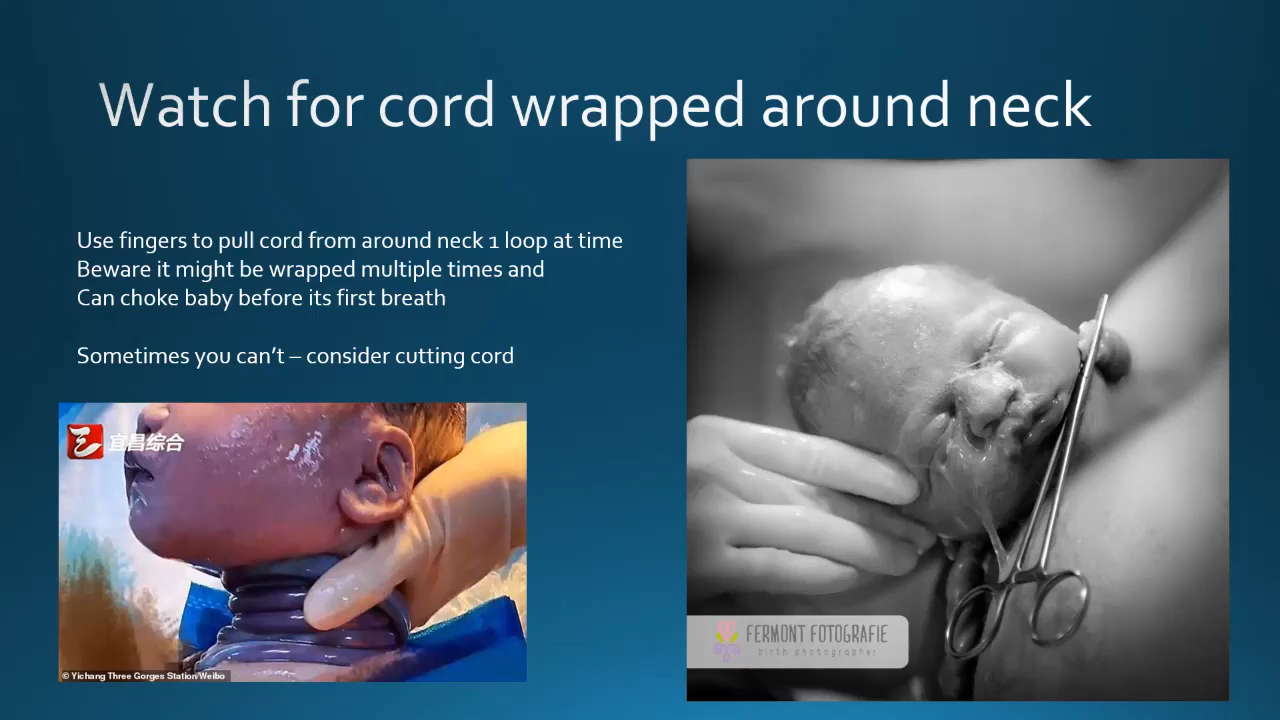 Watch for cord wrapped around neck
Use fingers to pull cord from around neck 1 loop at time
Beware it might be wrapped multiple times and
Can choke baby before its first breath
Sometimes you can't – consider cutting cord
宜昌综合
© Yichang Three Gorges Station/Weibo
FERMONT FOTOGRAFIE
birth photographer